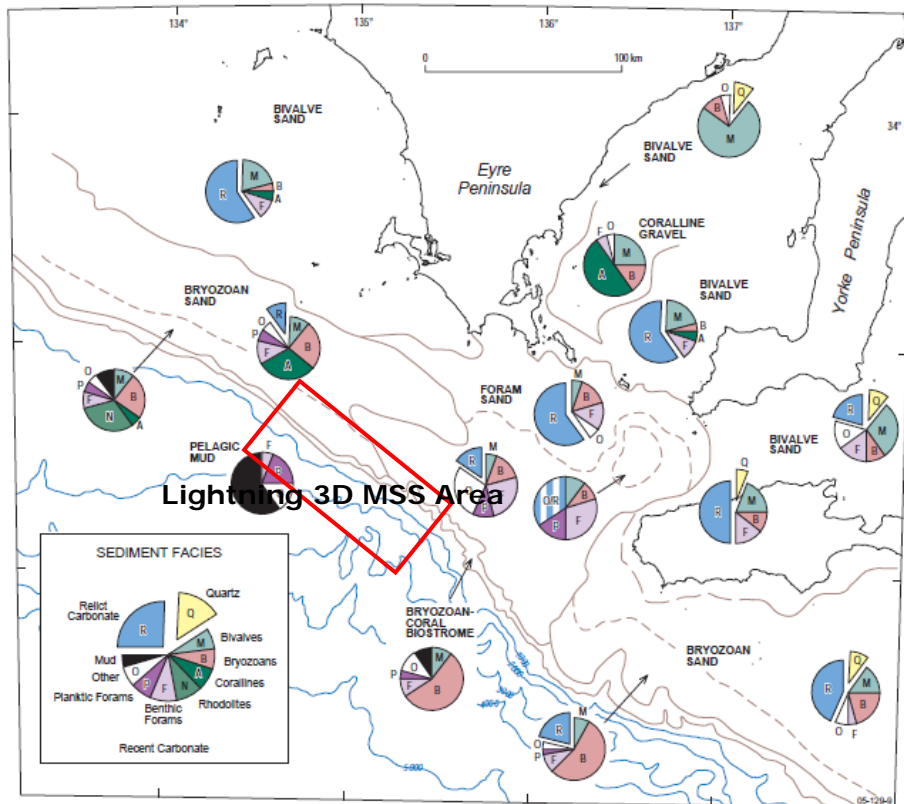 134°
135°
136°
137°
0
100 km
34°
BIVALVE
SAND
R
M
B
A
F
Eyre
Peninsula
O
Q
B
M
BIVALVE
SAND
CORALLINE
GRAVEL
F
O
M
A
B
Yorke Peninsula
BIVALVE
SAND
R
M
B
A
F
BRYOZOAN
SAND
R
O
P
F
M
B
A
O
P
F
M
B
N
A
FORAM
SAND
M
B
R
F
O
Q
R
M
O
F
B
BIVALVE
SAND
PELAGIC
MUD
F
P
Lightning 3D MSS Area
M
R
B
O
P
F
O/R
B
P
F
Q
M
R
B
F
SEDIMENT FACIES
Relict
Carbonate
R
Quartz
Q
Bivalves
M
Bryozoans
B
Corallines
A
Rhodolites
N
Benthic
Forams
F
Planktic Forams
P
Other
O
Mud
Recent Carbonate
BRYOZOAN-
CORAL
BIOSTROME
O
P
F
M
B
BRYOZOAN
SAND
M
R
O
P
F
B
Q
R
M
B
O
F
5 000
05-129-9